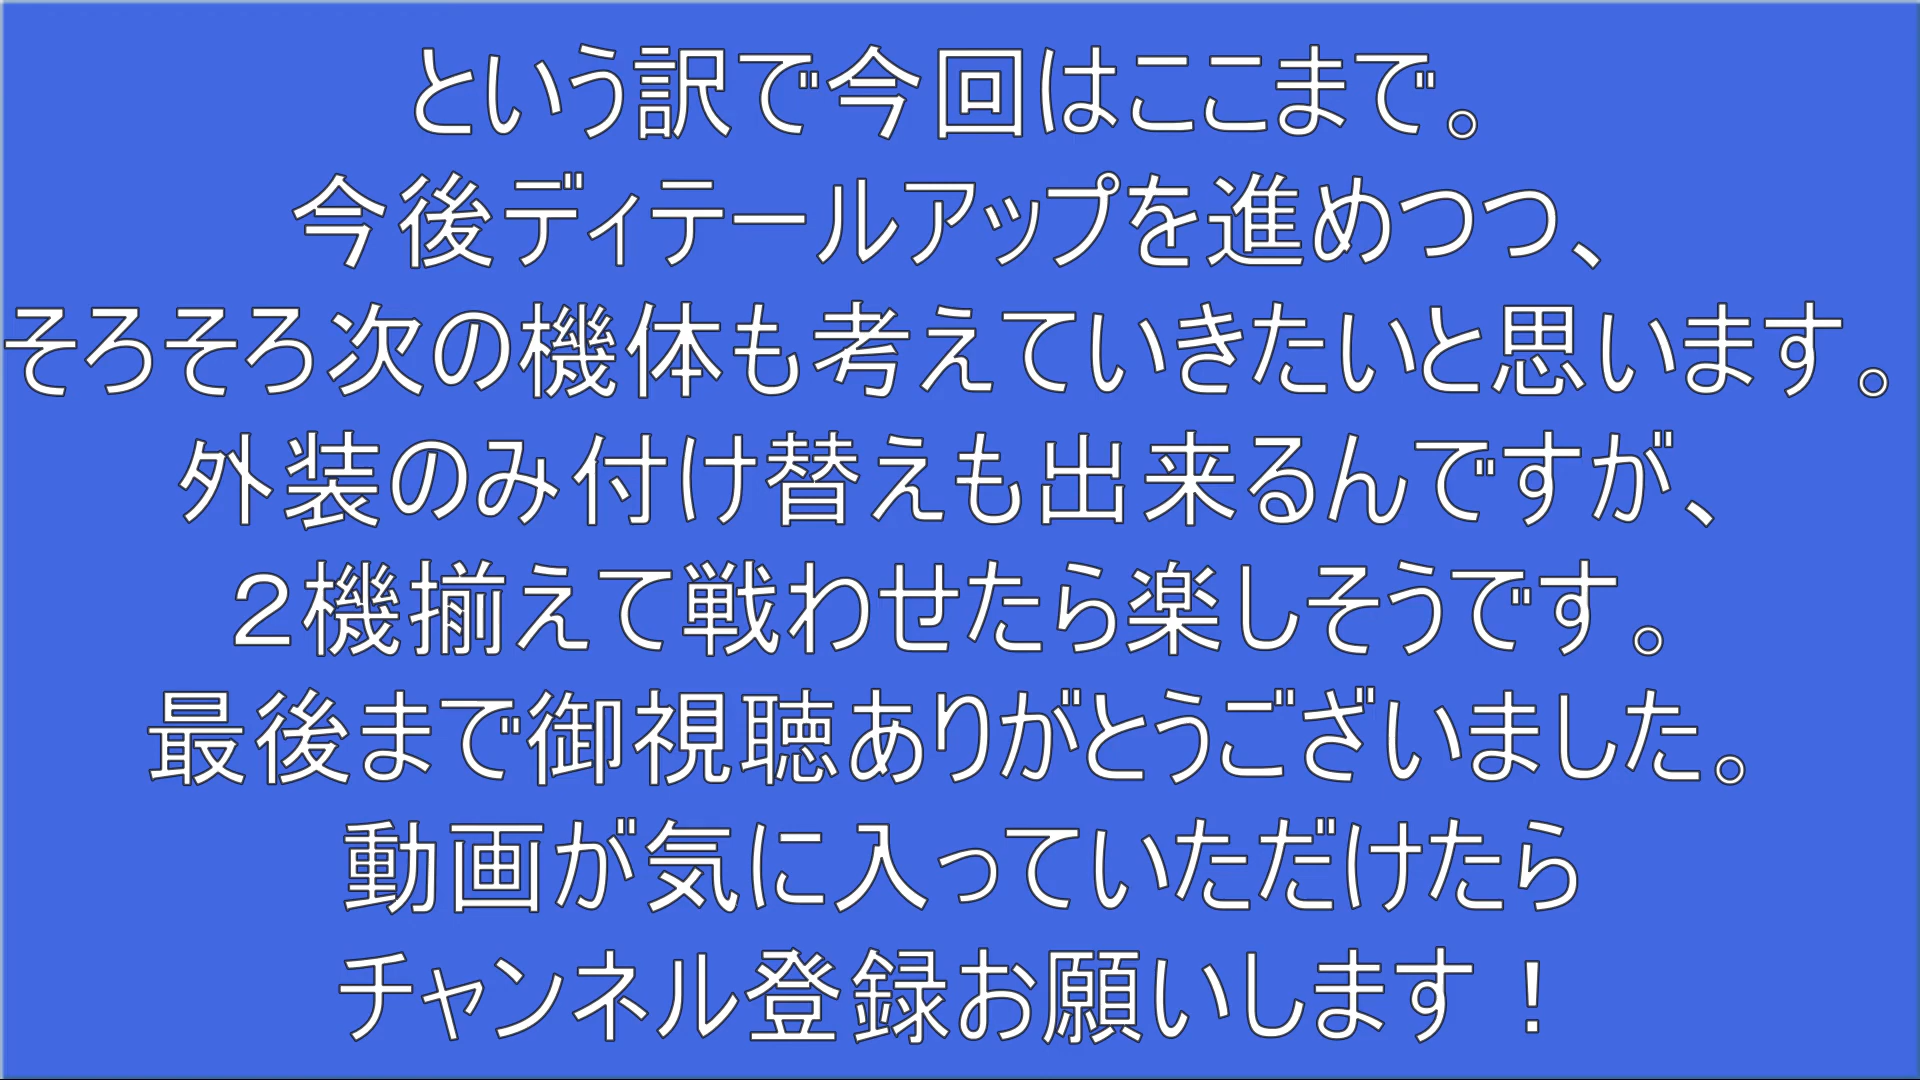 という訳で今回はここまで。
今後ディテールアップを進めつつ、
そろそろ次の機体も考えていきたいと思います。
外装のみ付け替えも出来るんですが、
２機揃えて戦わせたら楽しそうです。
最後まで御視聴ありがとうございました。
動画が気に入っていただけたら
チャンネル登録お願いします！